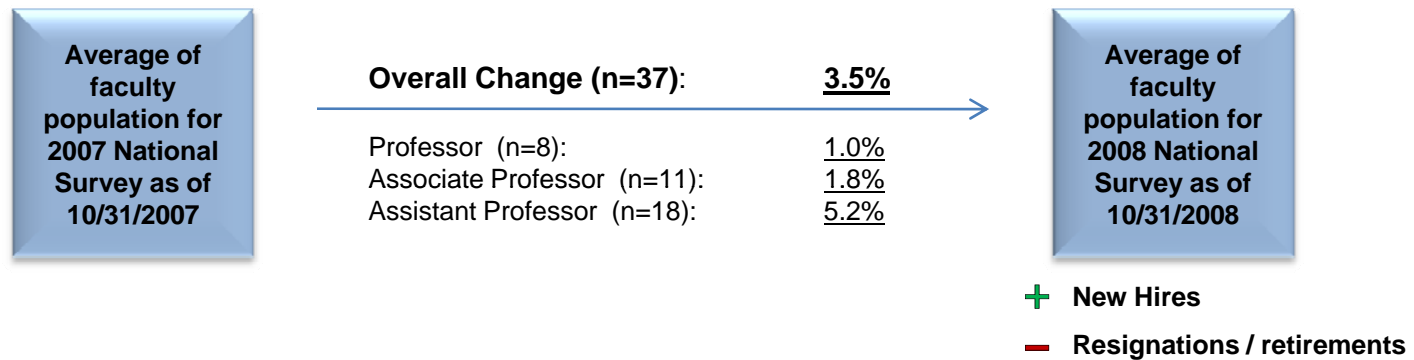 Average of
faculty
population for
2007 National
Survey as of
10/31/2007
Overall Change (n=37): 3.5%
Professor (n=8): 1.0%
Associate Professor (n=11): 1.8%
Assistant Professor (n=18): 5.2%
Average of
faculty
population for
2008 National
Survey as of
10/31/2008
New Hires
Resignations / retirements